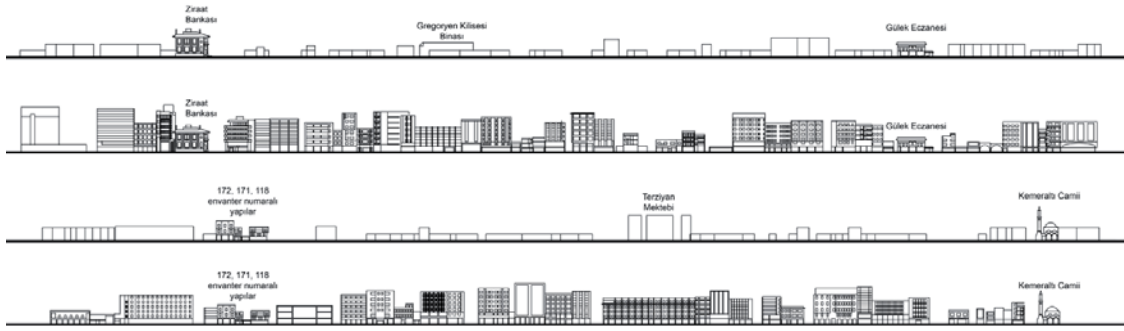 Ziraat
Bankası
Gregoryen Kilisesi
Binası
Gülek Eczanesi
Ziraat
Bankası
Gülek Eczanesi
172, 171, 118
envanter numaralı
yapılar
Terziyan
Mektebi
Kemeraltı Camii
172, 171, 118
envanter numaralı
yapılar
Kemeraltı Camii